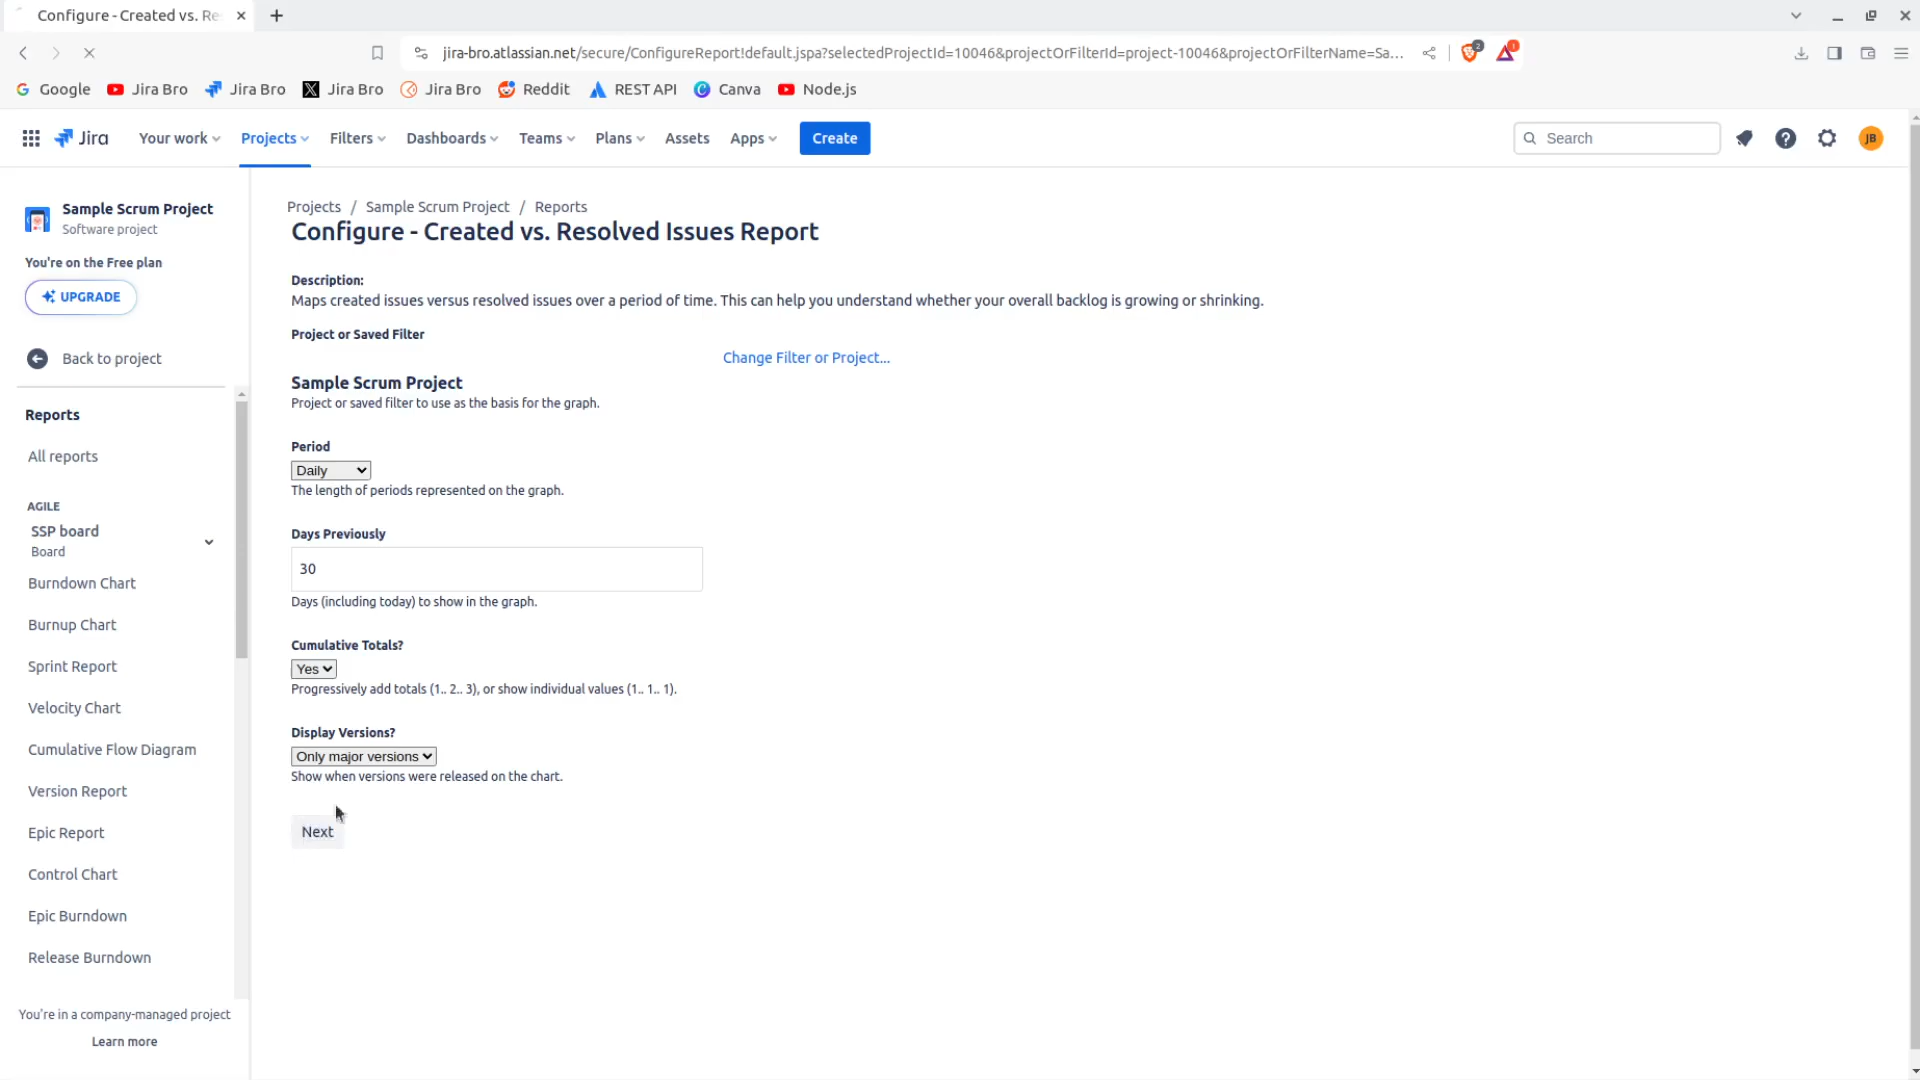 Configure - Created vs. Re
jira-bro.atlassian.net/secure/ConfigureReport!default.jspa?selectedProjectId=10046&projectOrFilterId=project-10046&projectOrFilterName=Sa...
2
1
Google
Jira Bro
Jira Bro
Jira Bro
Jira Bro
Reddit
REST API
Canva
Node.js
Jira
Your work
Projects
Filters
Dashboards
Teams
Plans
Assets
Apps
Create
Search
JB
Sample Scrum Project
Software project
You're on the Free plan
UPGRADE
Back to project
Reports
All reports
AGILE
SSP board
Board
Burndown Chart
Burnup Chart
Sprint Report
Velocity Chart
Cumulative Flow Diagram
Version Report
Epic Report
Control Chart
Epic Burndown
Release Burndown
You're in a company-managed project
Learn more
Projects / Sample Scrum Project / Reports
Configure - Created vs. Resolved Issues Report
Description:
Maps created issues versus resolved issues over a period of time. This can help you understand whether your overall backlog is growing or shrinking.
Project or Saved Filter
Change Filter or Project...
Sample Scrum Project
Project or saved filter to use as the basis for the graph.
Period
Daily
The length of periods represented on the graph.
Days Previously
30
Days (including today) to show in the graph.
Cumulative Totals?
Yes
Progressively add totals (1.. 2.. 3), or show individual values (1.. 1.. 1).
Display Versions?
Only major versions
Show when versions were released on the chart.
Next